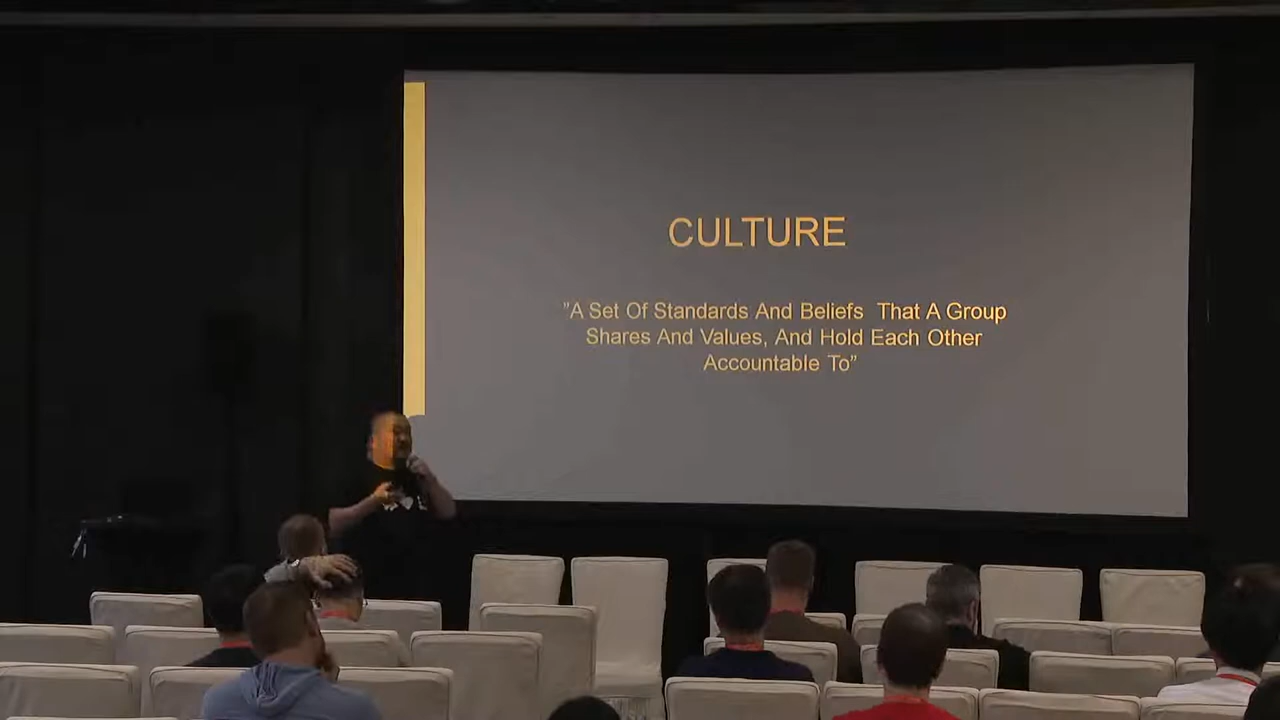 CULTURE
”A Set Of Standards And Beliefs That A Group
Shares And Values, And Hold Each Other
Accountable To”